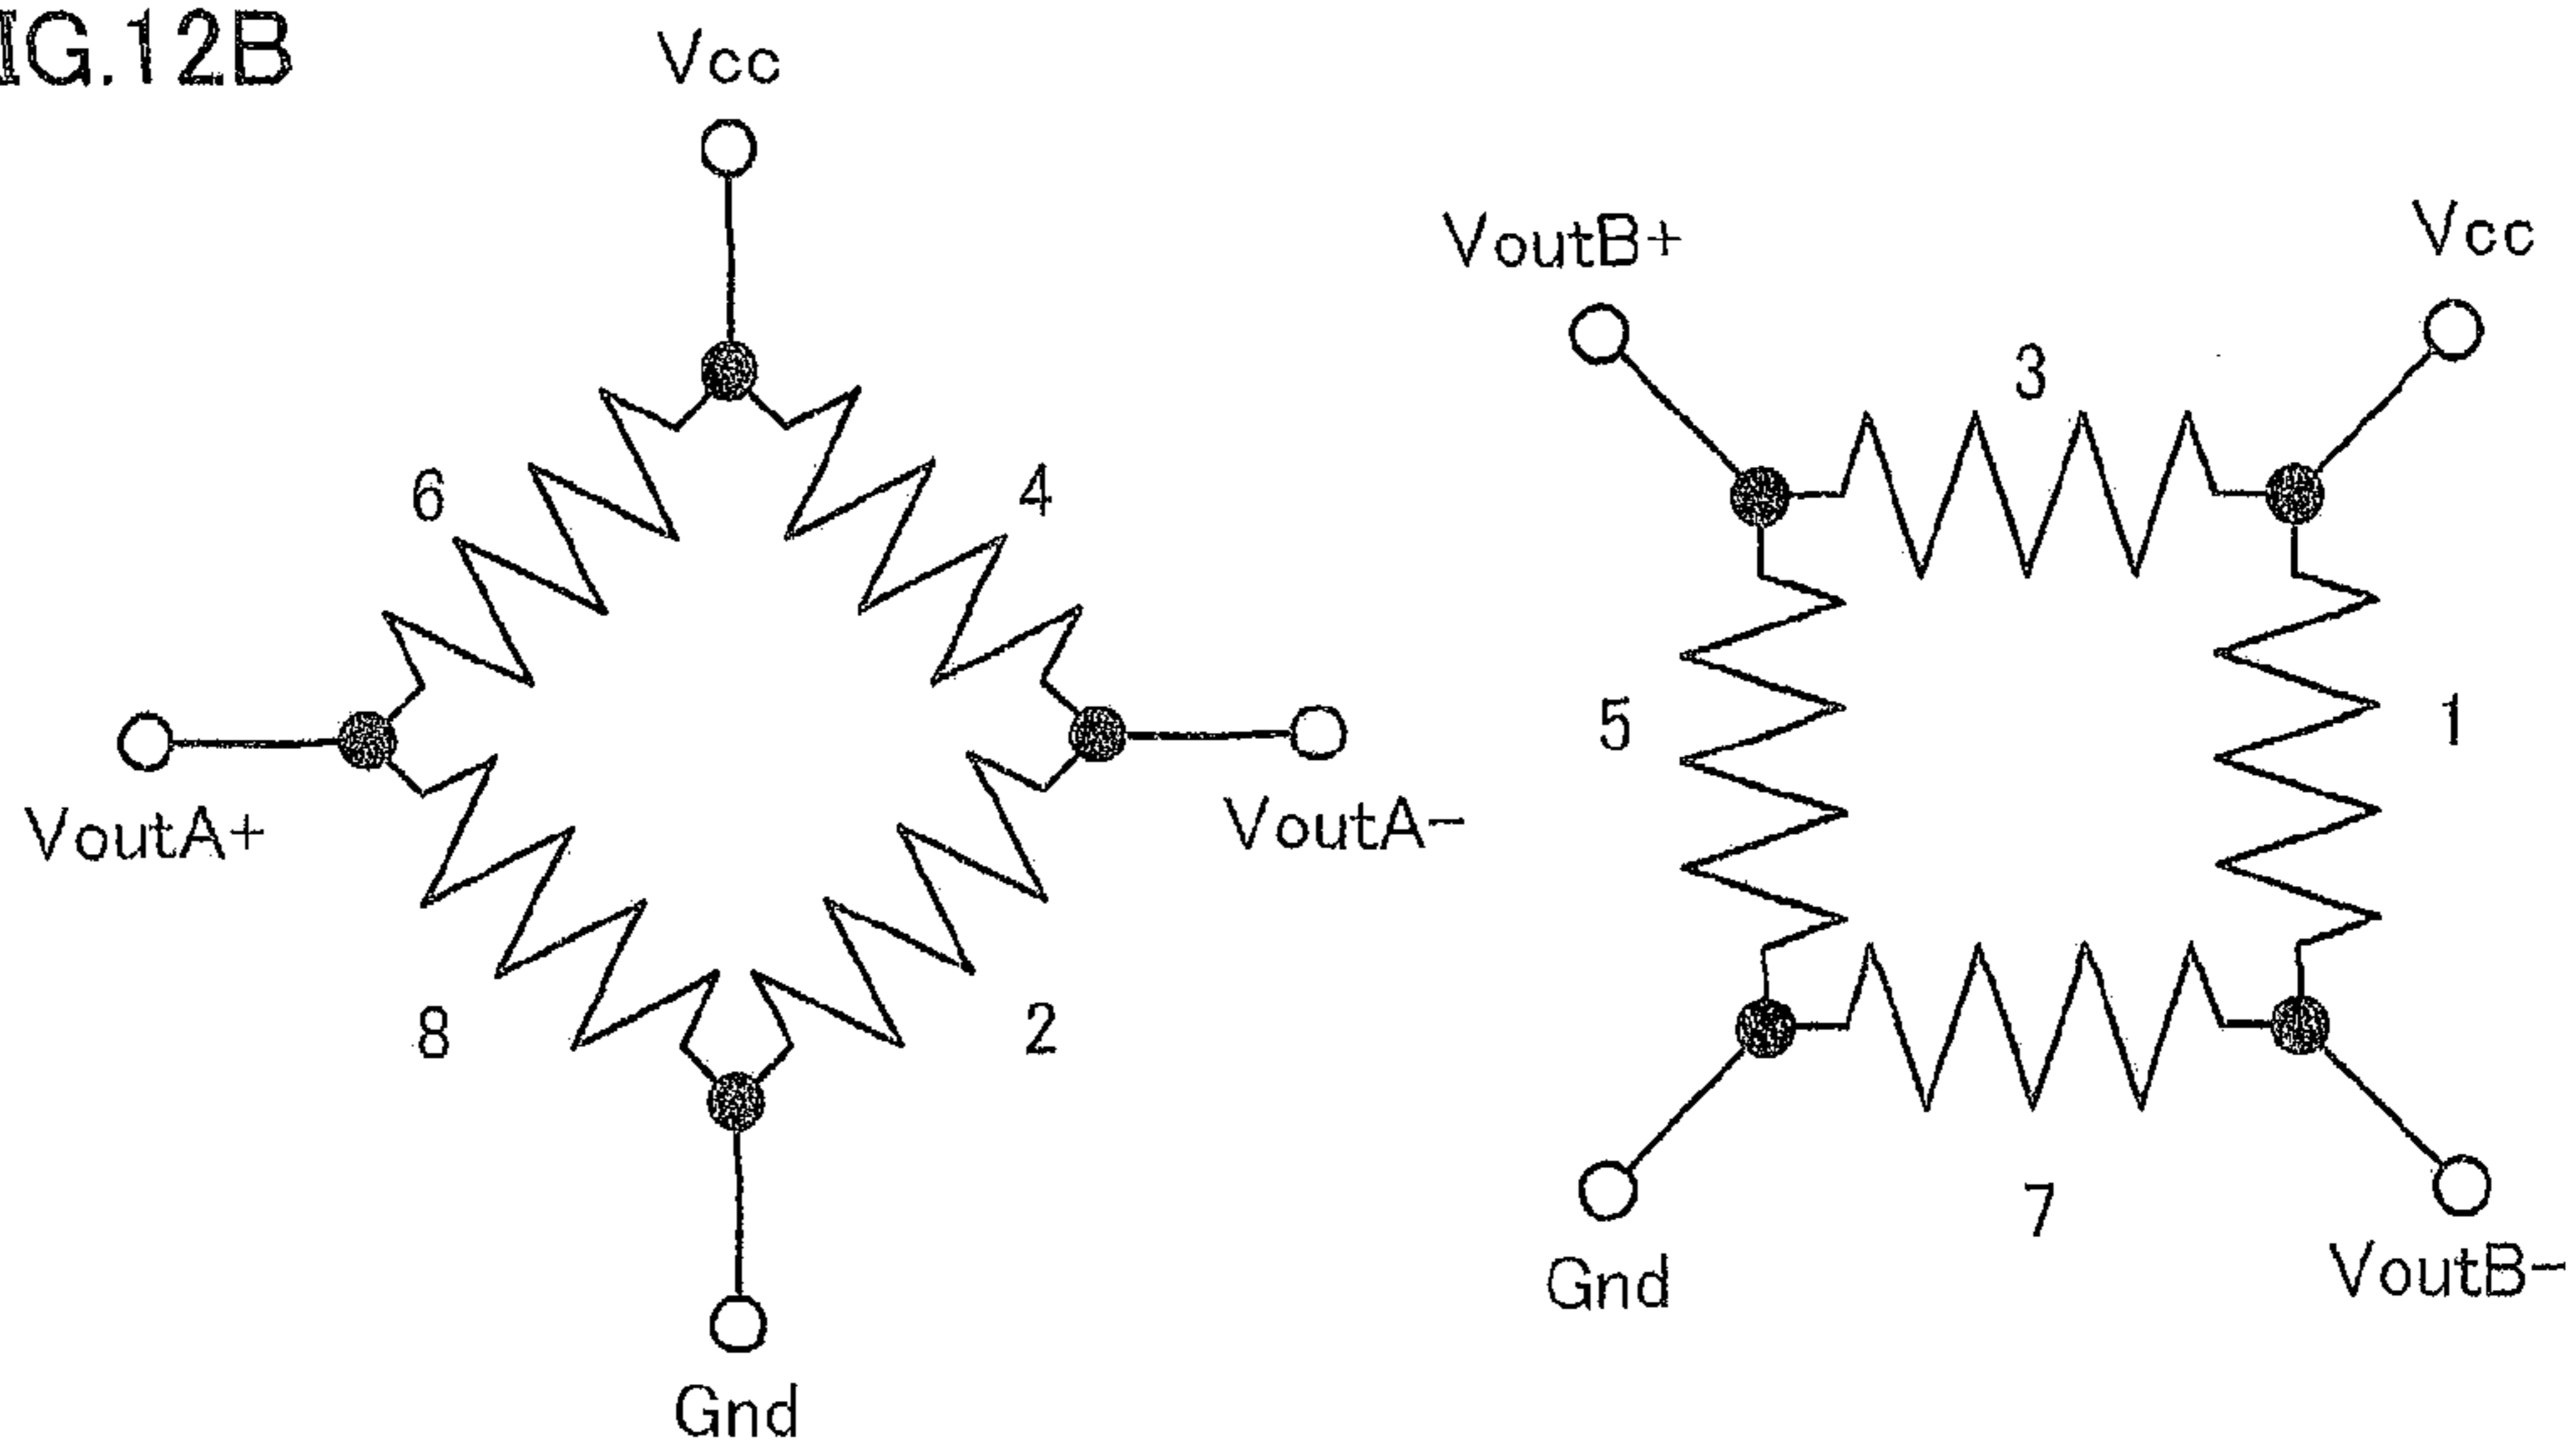 IG.12B
Vcc
6
4
VoutA+
VoutA-
8
2
Gnd
VoutB+
Vcc
3
5
1
7
Gnd
VoutB-